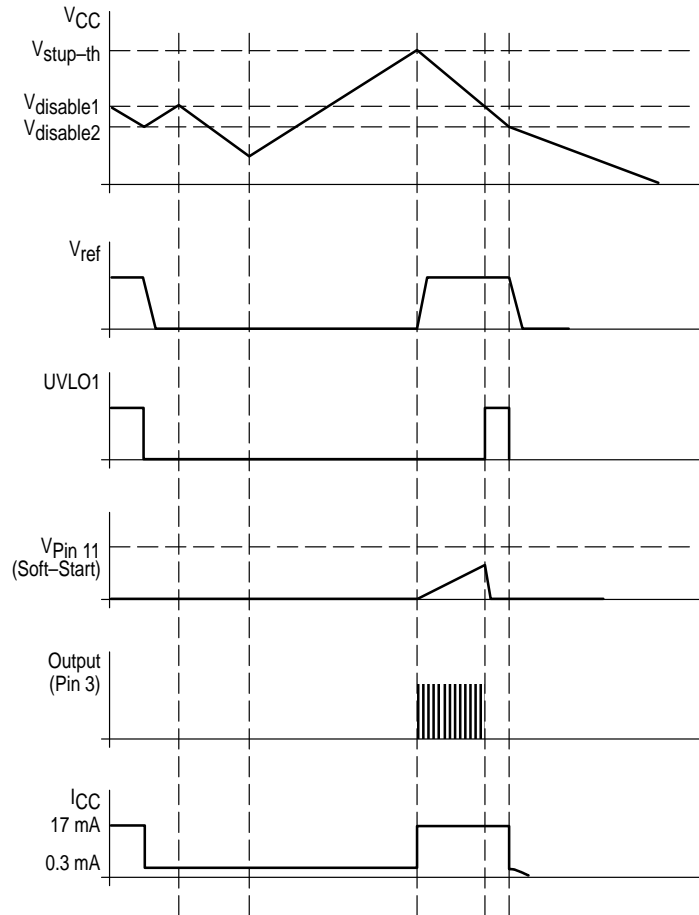 VCC
Vstup–th
Vdisable1
Vdisable2
Vref
UVLO1
VPin 11
(Soft–Start)
Output
(Pin 3)
ICC
17 mA
0.3 mA